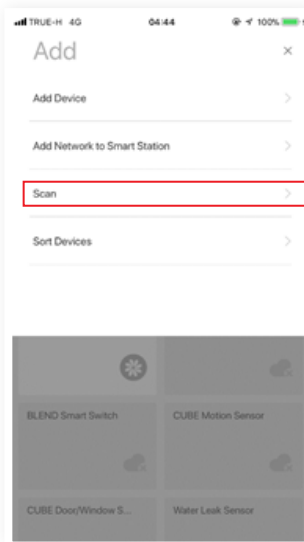 TRUE-H 4G 04:44 100%
Add ×
Add Device
Add Network to Smart Station
Scan
Sort Devices
BLEND Smart Switch
CUBE Motion Sensor
CUBE Door/Window S...
Water Leak Sensor